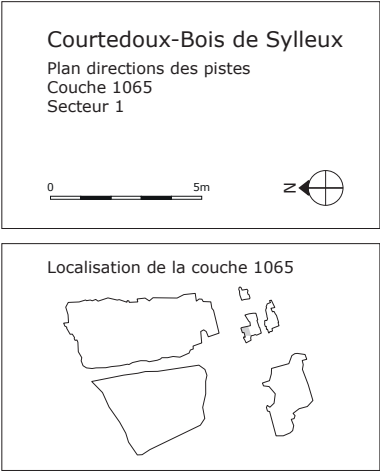 Courtedoux-Bois de Sylleux
Plan directions des pistes
Couche 1065
Secteur 1
0 5m
N
Localisation de la couche 1065